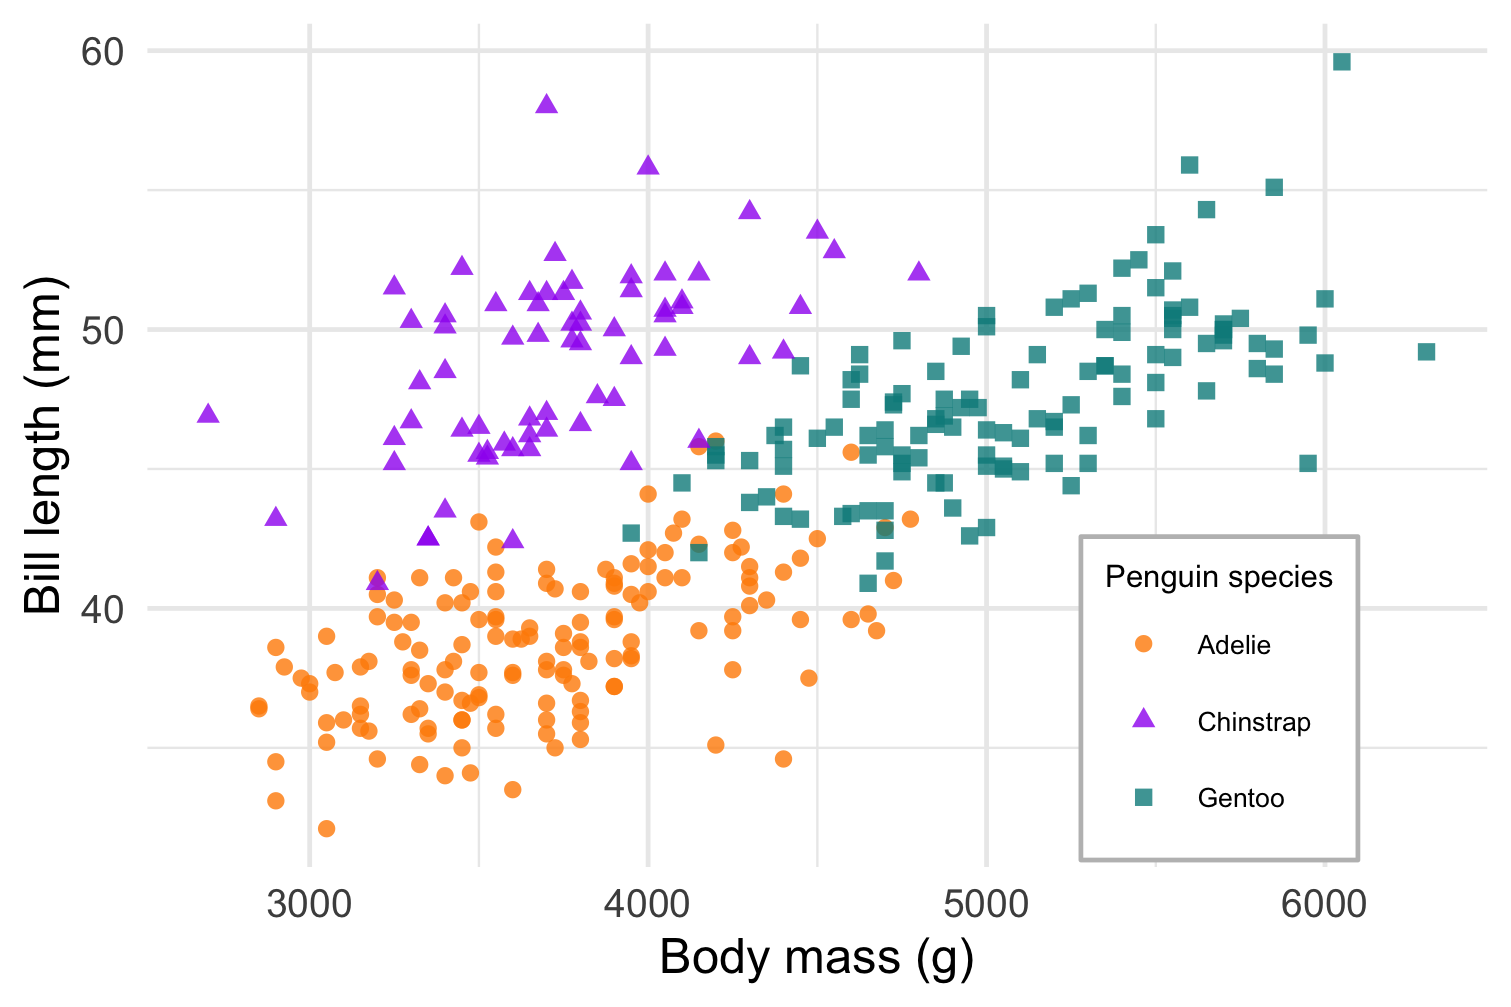 60
50
40
Bill length (mm)
3000 4000 5000 6000
Body mass (g)
Penguin species
Adelie
Chinstrap
Gentoo